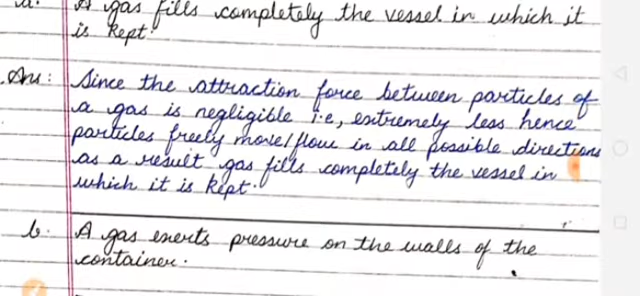 a. A gas fills completely the vessel in which it
is kept.
Ans: Since the attraction force between particles of
a gas is negligible i.e, extremely less hence
particles freely move/flow in all possible directions
as a result gas fills completely the vessel in
which it is kept.
b. A gas exerts pressure on the walls of the
container.